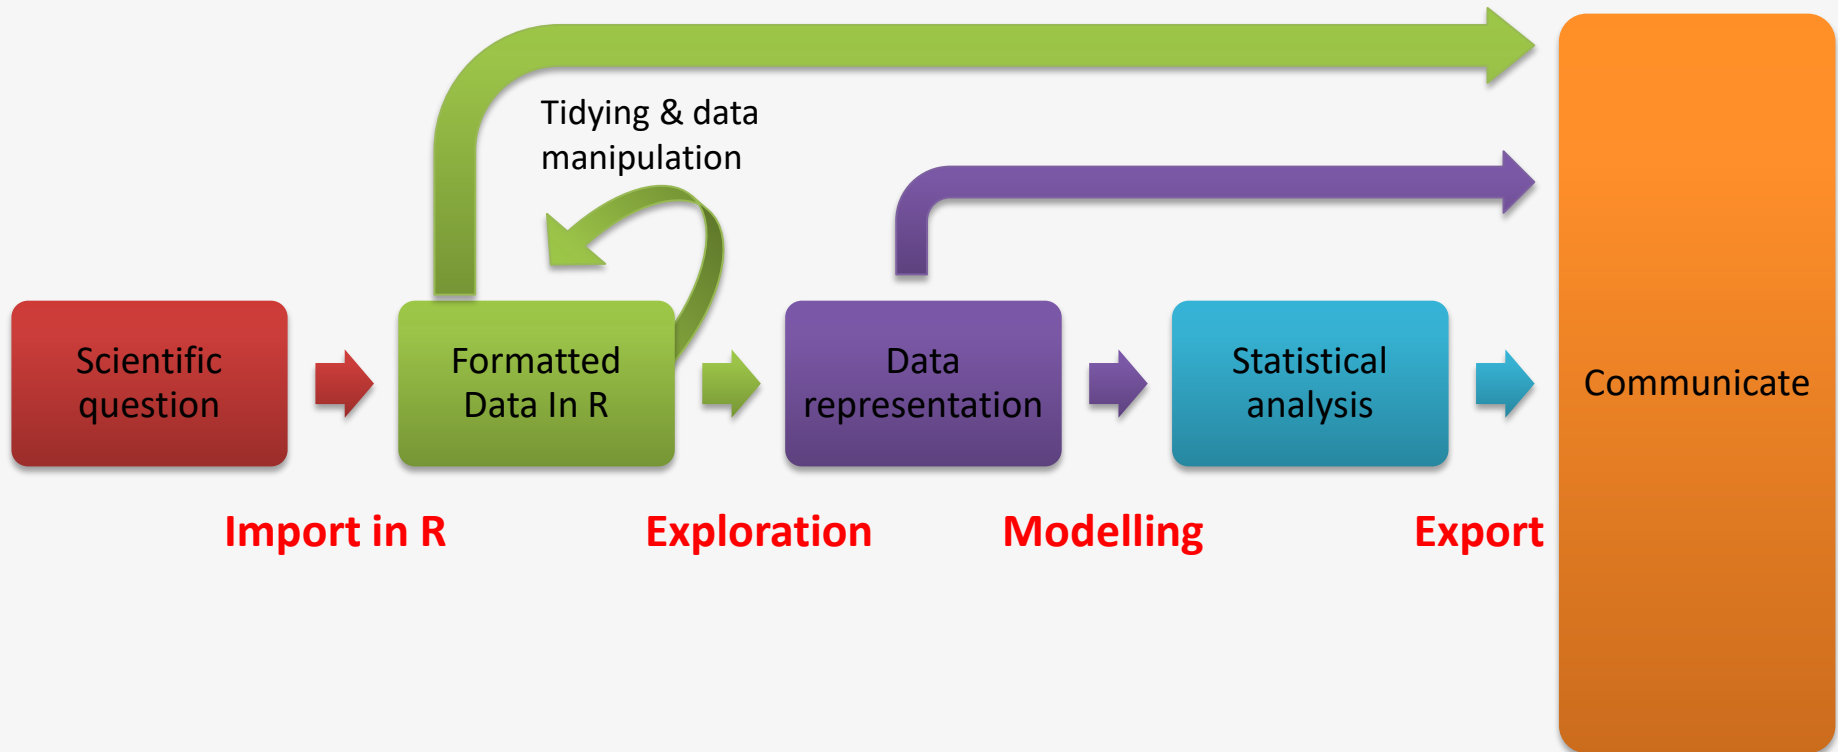 Tidying & data
manipulation
Scientific
question
Formatted
Data In R
Data
representation
Statistical
analysis
Communicate
Import in R
Exploration
Modelling
Export